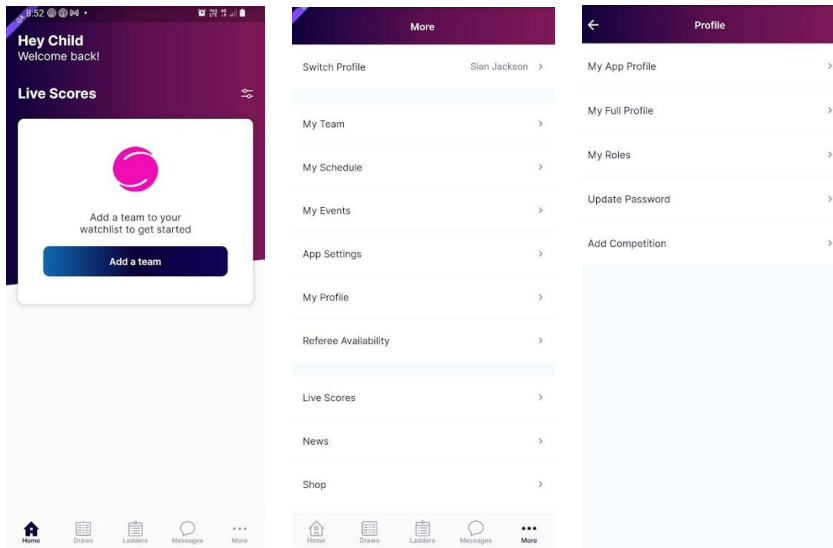 8:52
Hey Child
Welcome back!
Live Scores
Add a team to your
watchlist to get started
Add a team
Home Draws Ladders Messages More
More
Switch Profile Sian Jackson
My Team
My Schedule
My Events
App Settings
My Profile
Referee Availability
Live Scores
News
Shop
Home Draws Ladders Messages More
Profile
My App Profile
My Full Profile
My Roles
Update Password
Add Competition